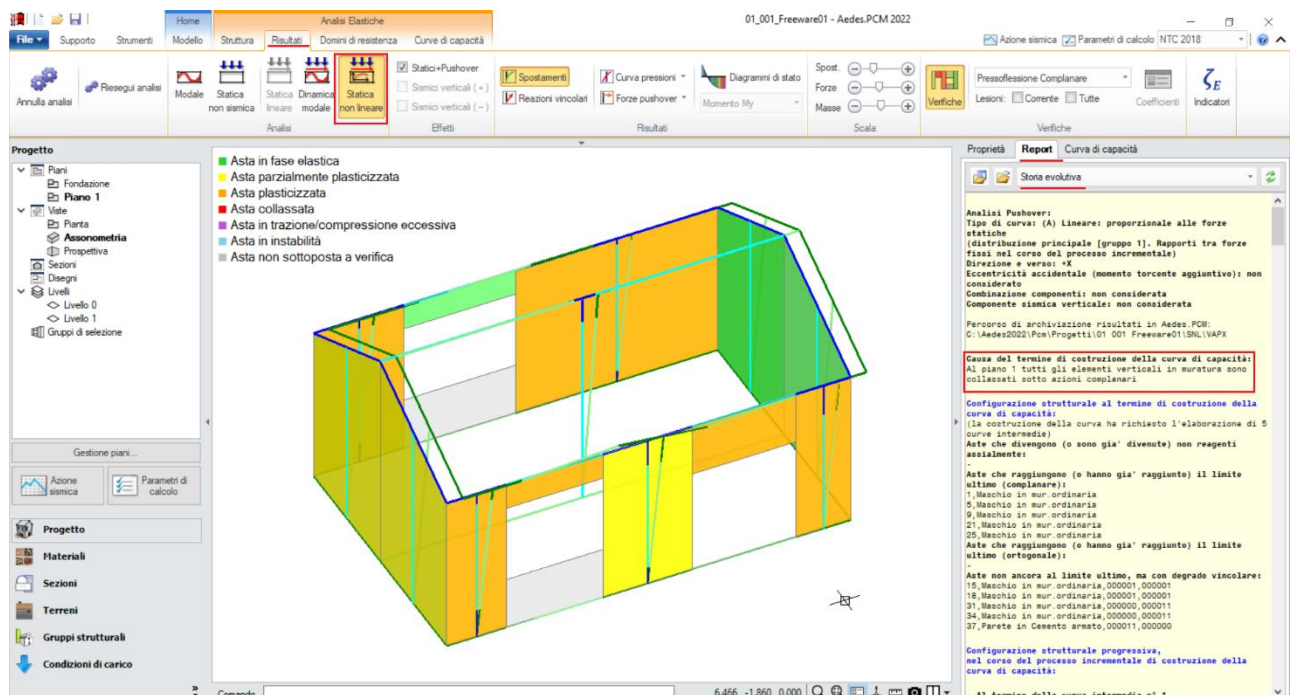 01_001_Freeware01 - Aedes.PCM 2022
Home
Analisi Elastiche
File
Supporto
Strumenti
Modello
Struttura
Risultati
Domini di resistenza
Curve di capacità
Azione sismica
Parametri di calcolo
NTC 2018
Annulla analisi
Riesegui analisi
Modale
Statica non sismica
Statica lineare
Dinamica modale
Statica non lineare
Analisi
Statici+Pushover
Sismici verticali (+)
Sismici verticali (−)
Effetti
Spostamenti
Reazioni vincolari
Curva pressioni
Forze pushover
Diagrammi di stato
Momento My
Risultati
Spost.
Forze
Masse
Scala
Verifiche
Pressoflessione Complanare
Lesioni:
Corrente
Tutte
Coefficienti
Verifiche
ζE
Indicatori
Progetto
Piani
Fondazione
Piano 1
Viste
Pianta
Assonometria
Prospettiva
Sezioni
Disegni
Livelli
Livello 0
Livello 1
Gruppi di selezione
Gestione piani...
Azione sismica
Parametri di calcolo
Progetto
Materiali
Sezioni
Terreni
Gruppi strutturali
Condizioni di carico
Asta in fase elastica
Asta parzialmente plasticizzata
Asta plasticizzata
Asta collassata
Asta in trazione/compressione eccessiva
Asta in instabilità
Asta non sottoposta a verifica
Comando
6.466 -1.860 0.000
Proprietà
Report
Curva di capacità
Storia evolutiva
Analisi Pushover:
Tipo di curva: (A) Lineare: proporzionale alle forze
statiche
(distribuzione principale [gruppo 1]. Rapporti tra forze
fissi nel corso del processo incrementale)
Direzione e verso: +X
Eccentricità accidentale (momento torcente aggiuntivo): non
considerato
Combinazione componenti: non considerata
Componente sismica verticale: non considerata
Percorso di archiviazione risultati in Aedes.PCM:
C:\Aedes2022\Pcm\Progetti\01 001 Freeware01\SNL\VAPX
Causa del termine di costruzione della curva di capacità:
Al piano 1 tutti gli elementi verticali in muratura sono
collassati sotto azioni complanari
Configurazione strutturale al termine di costruzione della
curva di capacità:
(la costruzione della curva ha richiesto l'elaborazione di 5
curve intermedie)
Aste che divengono (o sono gia' divenute) non reagenti
assialmente:
-
Aste che raggiungono (o hanno gia' raggiunto) il limite
ultimo (complanare):
1,Maschio in mur.ordinaria
5,Maschio in mur.ordinaria
9,Maschio in mur.ordinaria
21,Maschio in mur.ordinaria
25,Maschio in mur.ordinaria
Aste che raggiungono (o hanno gia' raggiunto) il limite
ultimo (ortogonale):
-
Aste non ancora al limite ultimo, ma con degrado vincolare:
15,Maschio in mur.ordinaria,000001,000001
18,Maschio in mur.ordinaria,000001,000001
31,Maschio in mur.ordinaria,000000,000011
34,Maschio in mur.ordinaria,000000,000011
37,Parete in Cemento armato,000011,000000
Configurazione strutturale progressiva,
nel corso del processo incrementale di costruzione della
curva di capacità: